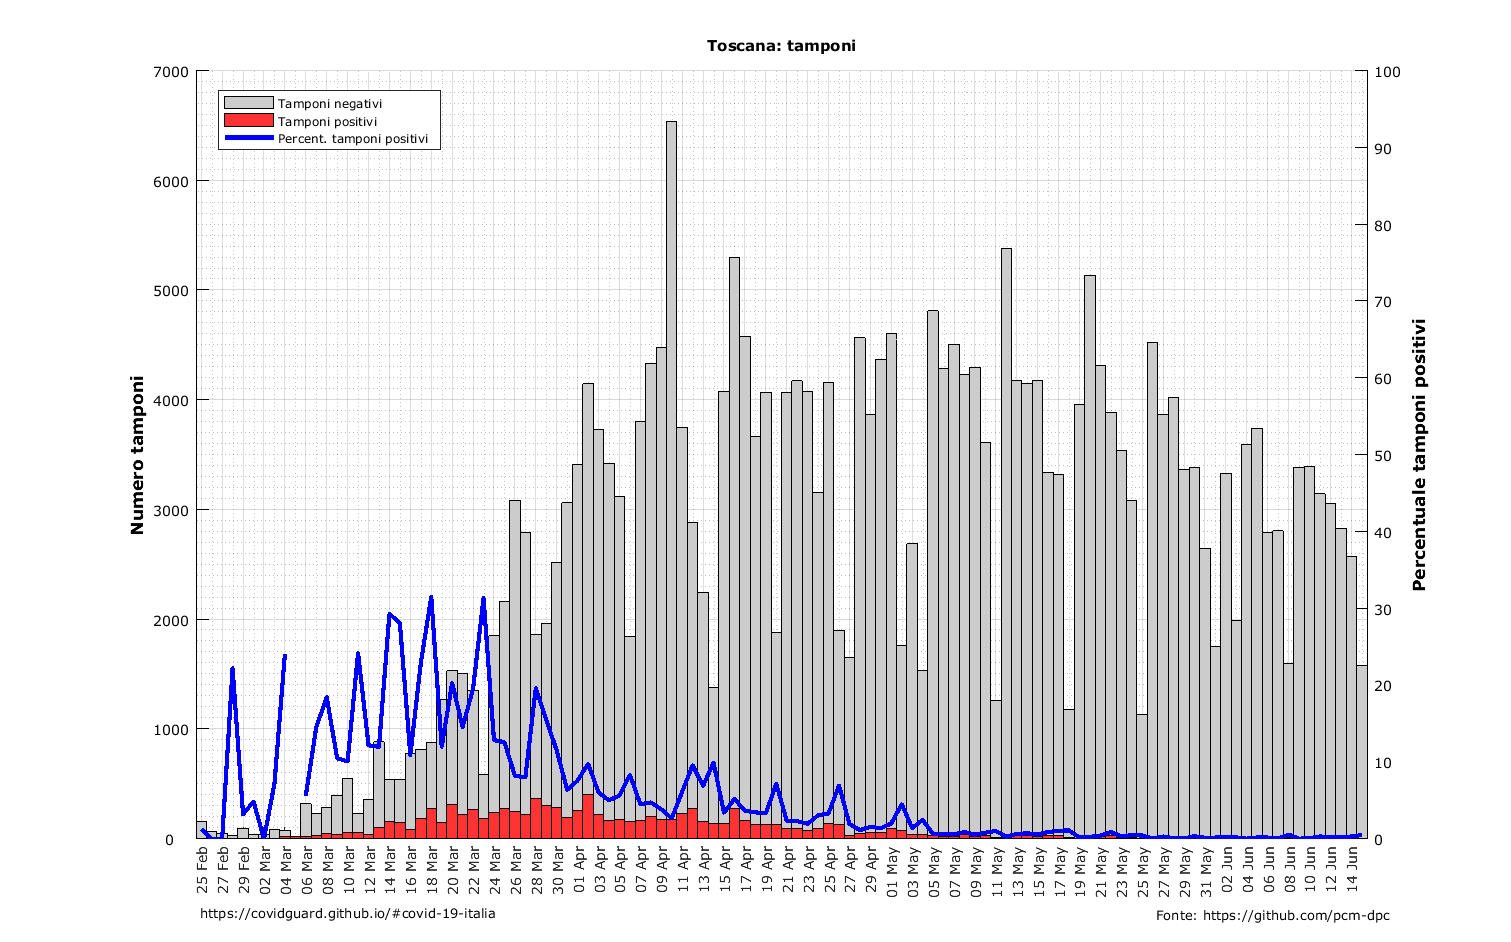 Toscana: tamponi
7000
6000
5000
4000
3000
2000
1000
0
100
90
80
70
60
50
40
30
20
10
0
Tamponi negativi
Tamponi positivi
Percent. tamponi positivi
Numero tamponi
Percentuale tamponi positivi
25 Feb
27 Feb
29 Feb
02 Mar
04 Mar
06 Mar
08 Mar
10 Mar
12 Mar
14 Mar
16 Mar
18 Mar
20 Mar
22 Mar
24 Mar
26 Mar
28 Mar
30 Mar
01 Apr
03 Apr
05 Apr
07 Apr
09 Apr
11 Apr
13 Apr
15 Apr
17 Apr
19 Apr
21 Apr
23 Apr
25 Apr
27 Apr
29 Apr
01 May
03 May
05 May
07 May
09 May
11 May
13 May
15 May
17 May
19 May
21 May
23 May
25 May
27 May
29 May
31 May
02 Jun
04 Jun
06 Jun
08 Jun
10 Jun
12 Jun
14 Jun
https://covidguard.github.io/#covid-19-italia
Fonte: https://github.com/pcm-dpc